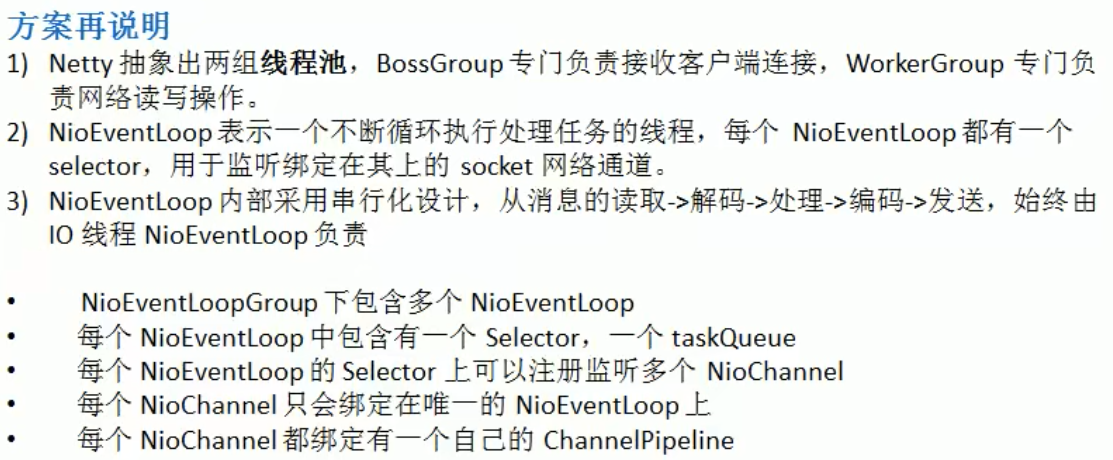 方案再说明
1) Netty 抽象出两组线程池，BossGroup 专门负责接收客户端连接，WorkerGroup 专门负
责网络读写操作。
2) NioEventLoop 表示一个不断循环执行处理任务的线程，每个 NioEventLoop 都有一个
selector，用于监听绑定在其上的 socket 网络通道。
3) NioEventLoop 内部采用串行化设计，从消息的读取->解码->处理->编码->发送，始终由
IO 线程 NioEventLoop 负责
• NioEventLoopGroup 下包含多个 NioEventLoop
• 每个 NioEventLoop 中包含有一个 Selector，一个 taskQueue
• 每个 NioEventLoop 的 Selector 上可以注册监听多个 NioChannel
• 每个 NioChannel 只会绑定在唯一的 NioEventLoop 上
• 每个 NioChannel 都绑定有一个自己的 ChannelPipeline